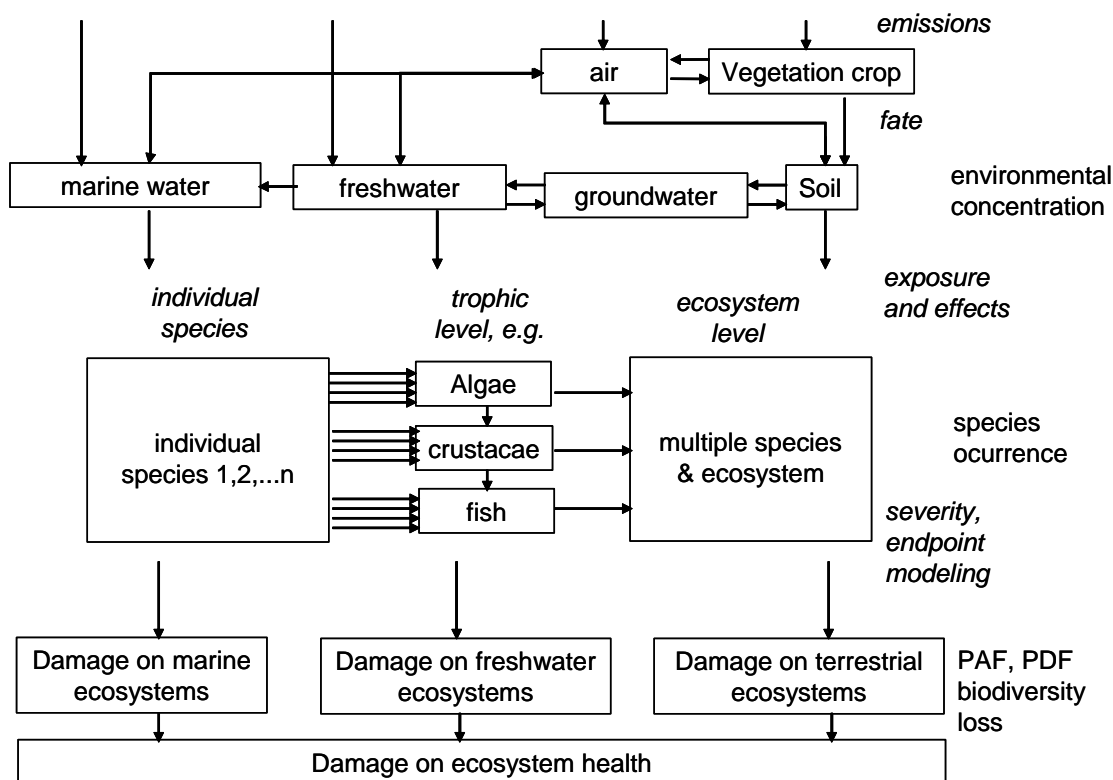 emissions
air
Vegetation crop
fate
marine water
freshwater
groundwater
Soil
environmental
concentration
individual
species
trophic
level, e.g.
ecosystem
level
exposure
and effects
individual
species 1,2,...n
Algae
crustacae
fish
multiple species
& ecosystem
species
ocurrence
severity,
endpoint
modeling
Damage on marine
ecosystems
Damage on freshwater
ecosystems
Damage on terrestrial
ecosystems
PAF, PDF
biodiversity
loss
Damage on ecosystem health